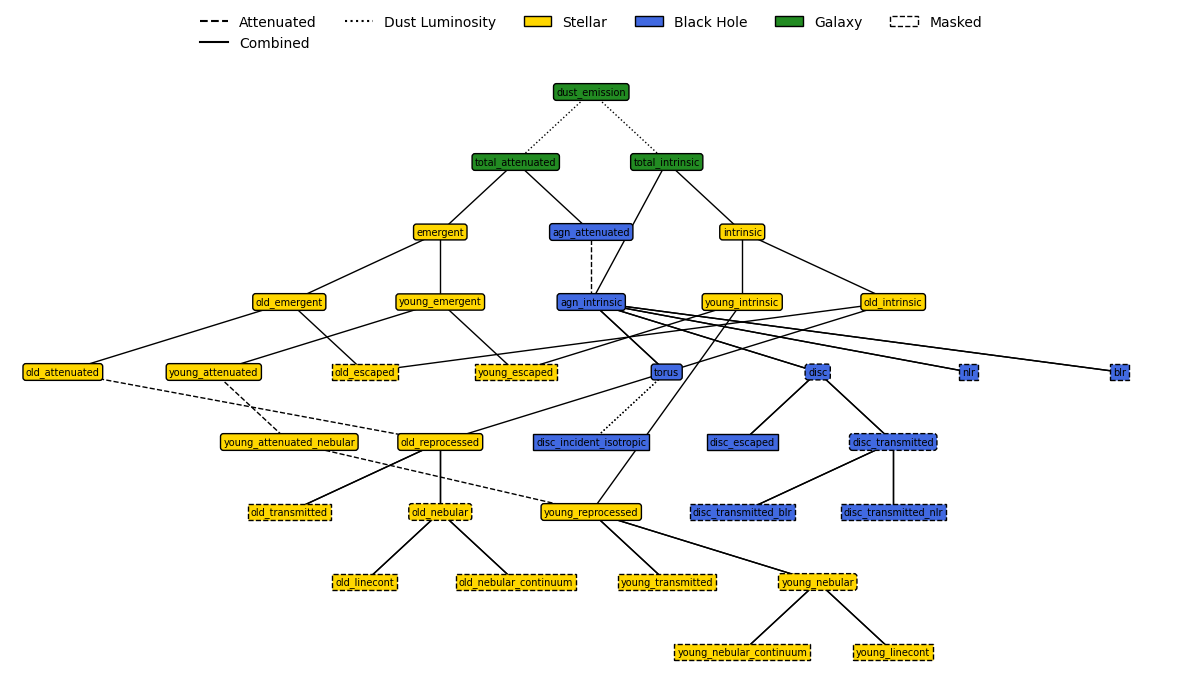 Attenuated Dust Luminosity Stellar Black Hole Galaxy Masked
Combined
dust_emission
total_attenuated total_intrinsic
emergent agn_attenuated intrinsic
old_emergent young_emergent agn_intrinsic young_intrinsic old_intrinsic
old_attenuated young_attenuated old_escaped young_escaped torus disc nlr blr
young_attenuated_nebular old_reprocessed disc_incident_isotropic disc_escaped disc_transmitted
old_transmitted old_nebular young_reprocessed disc_transmitted_blr disc_transmitted_nlr
old_linecont old_nebular_continuum young_transmitted young_nebular
young_nebular_continuum young_linecont